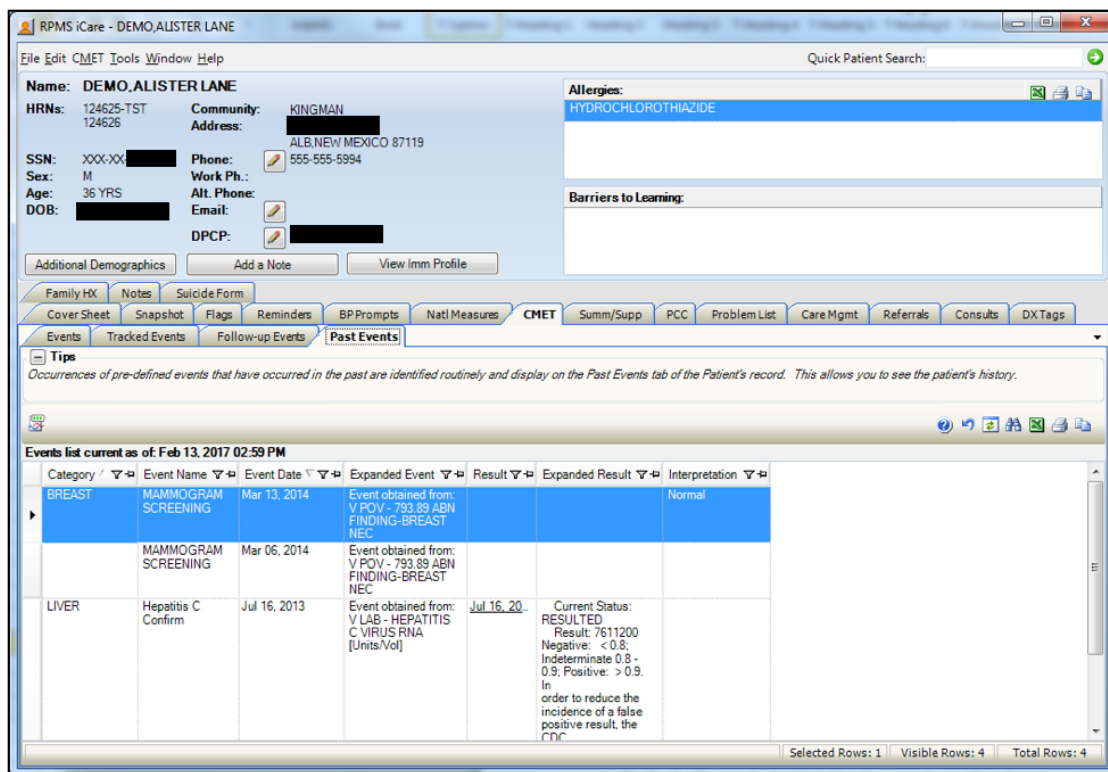 RPMS iCare - DEMO,ALISTER LANE
File Edit CMET Tools Window Help
Quick Patient Search:
Name: DEMO,ALISTER LANE
HRNs: 124625-TST
124626
Community: KINGMAN
Address:
ALB,NEW MEXICO 87119
SSN: XXX-XX-
Phone: 555-555-5994
Sex: M
Work Ph.:
Age: 36 YRS
Alt. Phone:
DOB:
Email:
DPCP:
Allergies:
HYDROCHLOROTHIAZIDE
Barriers to Learning:
Additional Demographics Add a Note View Imm Profile
Family HX Notes Suicide Form
Cover Sheet Snapshot Flags Reminders BP Prompts Natl Measures CMET Summ/Supp PCC Problem List Care Mgmt Referrals Consults DX Tags
Events Tracked Events Follow-up Events Past Events
Tips
Occurrences of pre-defined events that have occurred in the past are identified routinely and display on the Past Events tab of the Patient's record. This allows you to see the patient's history.
Events list current as of: Feb 13, 2017 02:59 PM
Category Event Name Event Date Expanded Event Result Expanded Result Interpretation
BREAST MAMMOGRAM SCREENING Mar 13, 2014 Event obtained from: V POV - 793.89 ABN FINDING-BREAST NEC Normal
MAMMOGRAM SCREENING Mar 06, 2014 Event obtained from: V POV - 793.89 ABN FINDING-BREAST NEC
LIVER Hepatitis C Confirm Jul 16, 2013 Event obtained from: V LAB - HEPATITIS C VIRUS RNA [Units/Vol] Jul 16, 20..
Current Status:
RESULTED
Result: 7611200
Negative: < 0.8;
Indeterminate 0.8 -
0.9; Positive: > 0.9.
In
order to reduce the
incidence of a false
positive result, the
CDC
Selected Rows: 1 Visible Rows: 4 Total Rows: 4